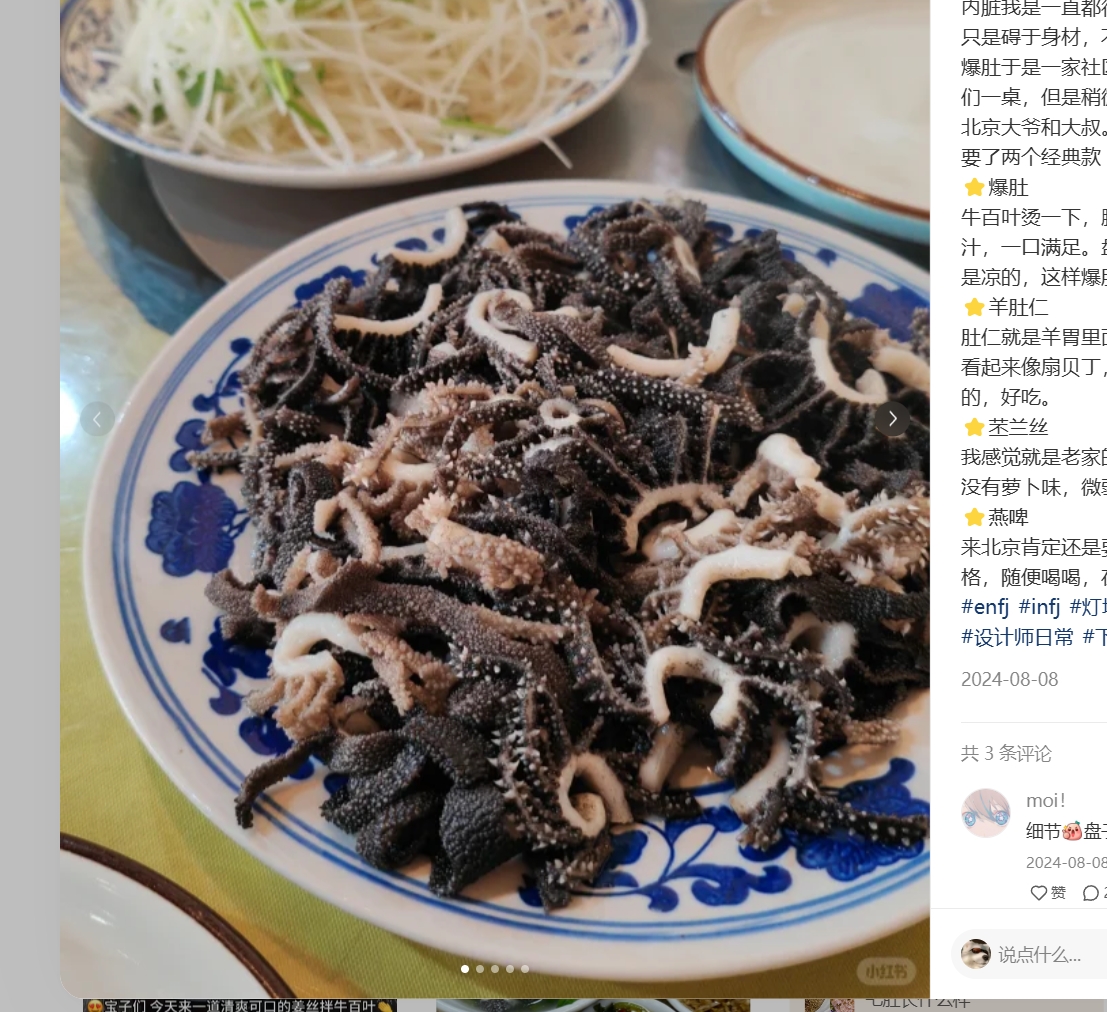 内脏我是一直都
只是碍于身材，
爆肚于是一家社
们一桌，但是稍
北京大爷和大叔。
要了两个经典款
⭐爆肚
牛百叶烫一下，
汁，一口满足。
是凉的，这样爆
⭐羊肚仁
肚仁就是羊胃里
看起来像扇贝丁，
的，好吃。
⭐苤兰丝
我感觉就是老家
没有萝卜味，微
⭐燕啤
来北京肯定还是
格，随便喝喝，
#enfj #infj #灯
#设计师日常 #下
2024-08-08
共 3 条评论
moi!
细节🐶盘
2024-08-08
赞
2
说点什么...
小红书
😍宝子们 今天来一道清爽可口的姜丝拌牛百叶